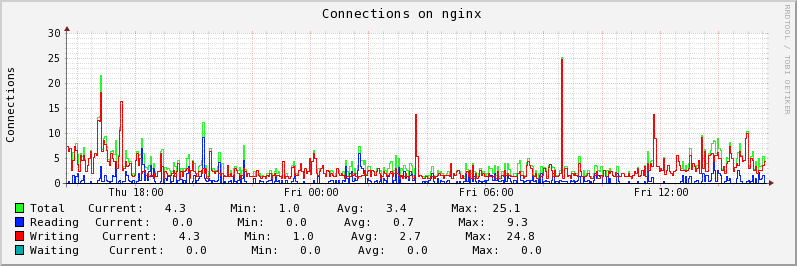 Connections on nginx
RRDTOOL / TOBI OETIKER
Connections
30
25
20
15
10
5
0
Thu 18:00 Fri 00:00 Fri 06:00 Fri 12:00
Total Current: 4.3 Min: 1.0 Avg: 3.4 Max: 25.1
Reading Current: 0.0 Min: 0.0 Avg: 0.7 Max: 9.3
Writing Current: 4.3 Min: 1.0 Avg: 2.7 Max: 24.8
Waiting Current: 0.0 Min: 0.0 Avg: 0.0 Max: 0.0